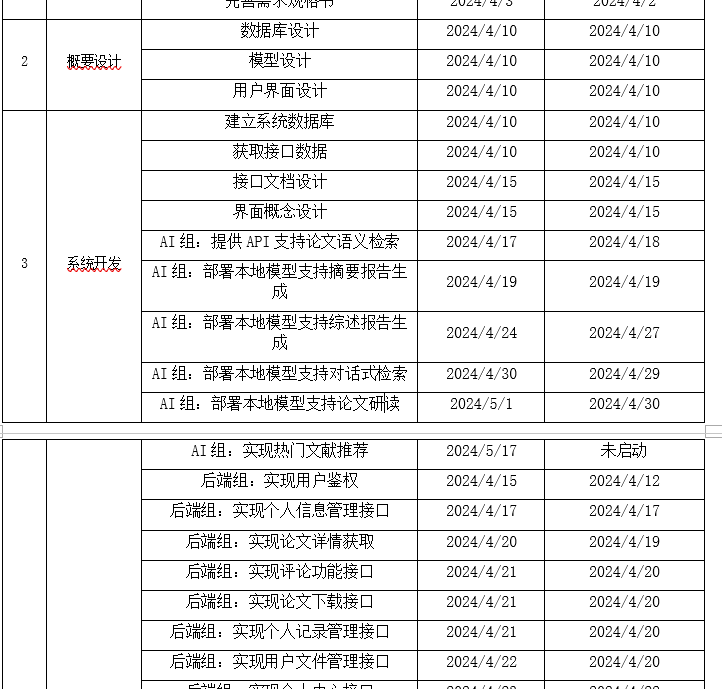 完善需求规格书 2024/4/3 2024/4/2
数据库设计 2024/4/10 2024/4/10
2 概要设计 模型设计 2024/4/10 2024/4/10
用户界面设计 2024/4/10 2024/4/10
建立系统数据库 2024/4/10 2024/4/10
获取接口数据 2024/4/10 2024/4/10
接口文档设计 2024/4/15 2024/4/15
界面概念设计 2024/4/15 2024/4/15
AI 组：提供 API 支持论文语义检索 2024/4/17 2024/4/18
3 系统开发
AI 组：部署本地模型支持摘要报告生
成 2024/4/19 2024/4/19
AI 组：部署本地模型支持综述报告生
成 2024/4/24 2024/4/27
AI 组：部署本地模型支持对话式检索 2024/4/30 2024/4/29
AI 组：部署本地模型支持论文研读 2024/5/1 2024/4/30
AI 组：实现热门文献推荐 2024/5/17 未启动
后端组：实现用户鉴权 2024/4/15 2024/4/12
后端组：实现个人信息管理接口 2024/4/17 2024/4/17
后端组：实现论文详情获取 2024/4/20 2024/4/19
后端组：实现评论功能接口 2024/4/21 2024/4/20
后端组：实现论文下载接口 2024/4/21 2024/4/20
后端组：实现个人记录管理接口 2024/4/21 2024/4/20
后端组：实现用户文件管理接口 2024/4/22 2024/4/20
后端组：实现个人中心接口